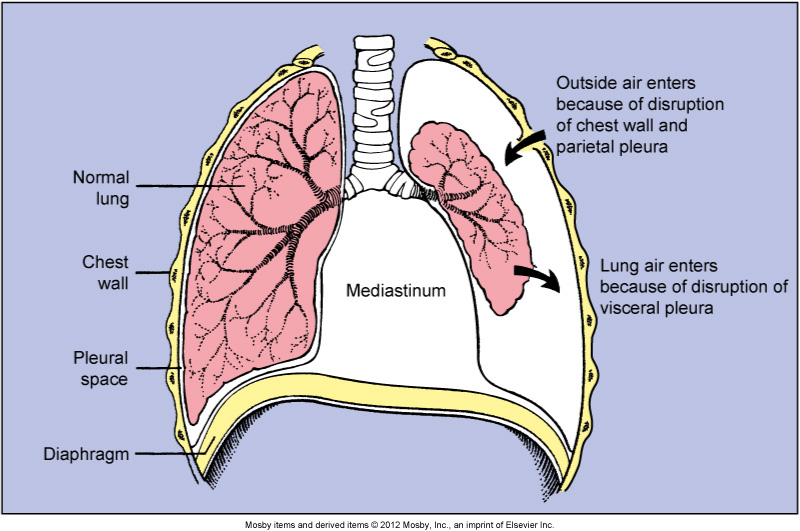 Outside air enters
because of disruption
of chest wall and
parietal pleura
Normal
lung
Chest
wall
Mediastinum
Lung air enters
because of disruption of
visceral pleura
Pleural
space
Diaphragm
Mosby items and derived items © 2012 Mosby, Inc., an imprint of Elsevier Inc.